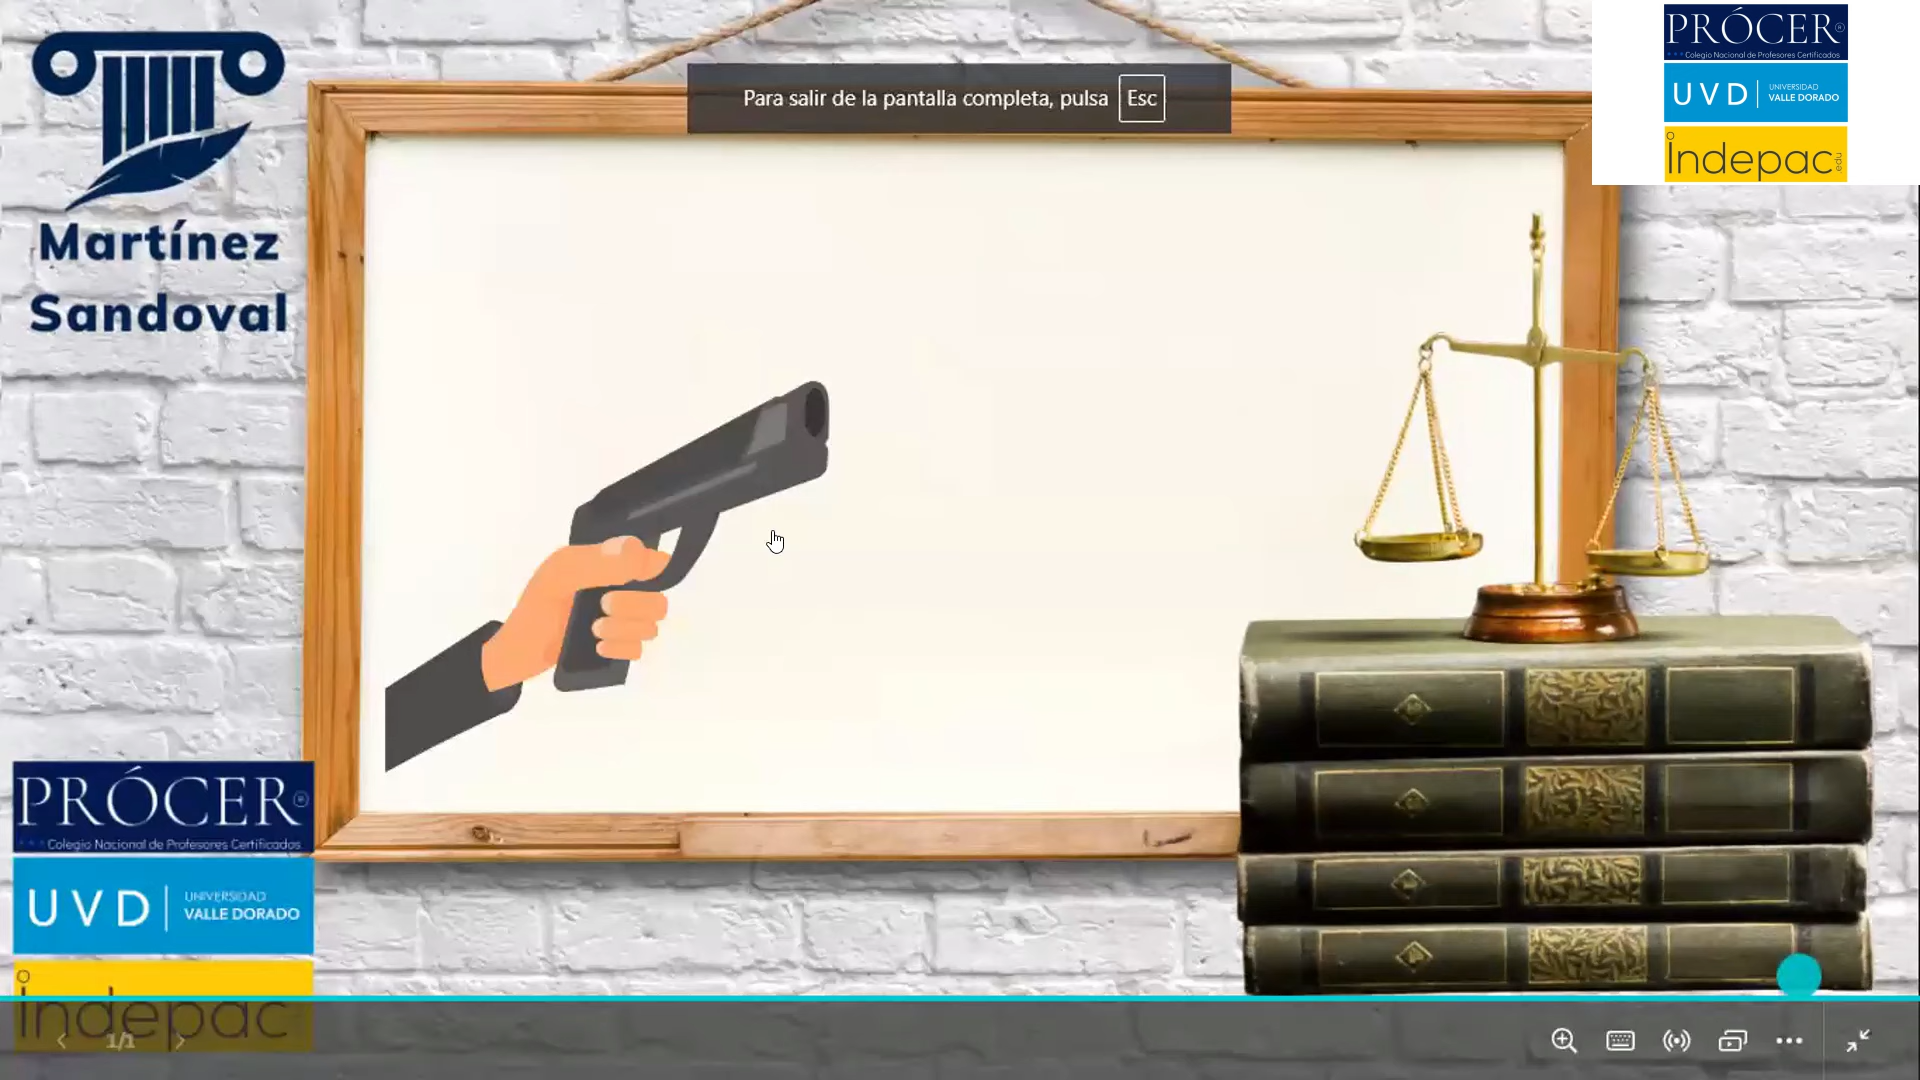 Martínez
Sandoval
Para salir de la pantalla completa, pulsa Esc
PRÓCER®
Colegio Nacional de Profesores Certificados
UVD UNIVERSIDAD
VALLE DORADO
indepac.edu
PRÓCER®
Colegio Nacional de Profesores Certificados
UVD UNIVERSIDAD
VALLE DORADO
indepac
1/1